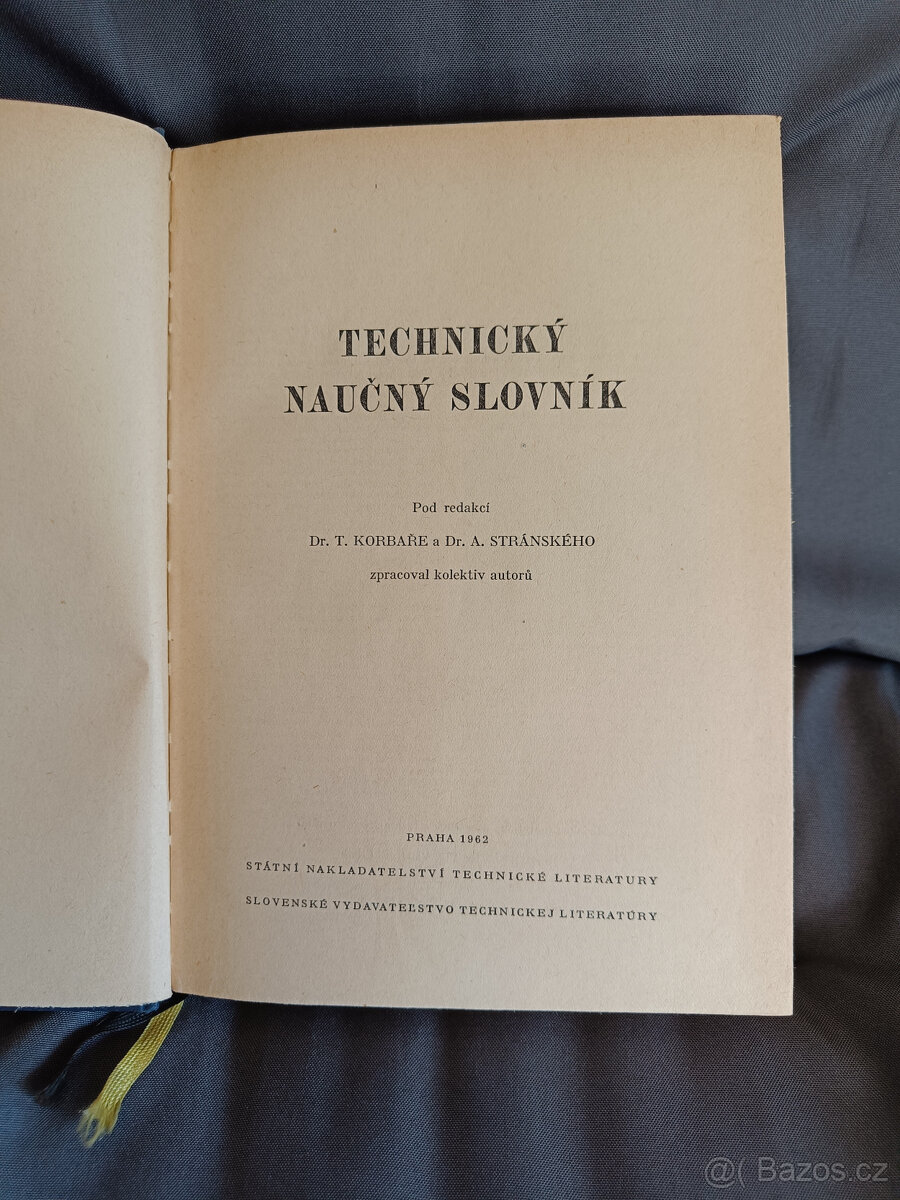 TECHNICKÝ
NAUČNÝ SLOVNÍK
Pod redakcí
Dr. T. KORBAŘE a Dr. A. STRÁNSKÉHO
zpracoval kolektiv autorů
PRAHA 1962
STÁTNÍ NAKLADATELSTVÍ TECHNICKÉ LITERATURY
SLOVENSKÉ VYDAVATEĽSTVO TECHNICKEJ LITERATÚRY
@( Bazos.cz